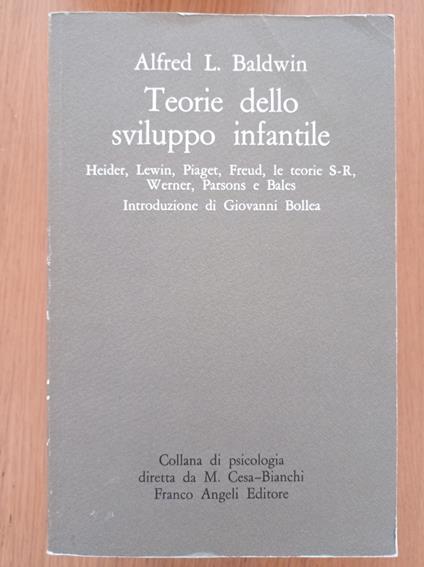 Alfred L. Baldwin
Teorie dello
sviluppo infantile
Heider, Lewin, Piaget, Freud, le teorie S-R,
Werner, Parsons e Bales
Introduzione di Giovanni Bollea
Collana di psicologia
diretta da M. Cesa-Bianchi
Franco Angeli Editore